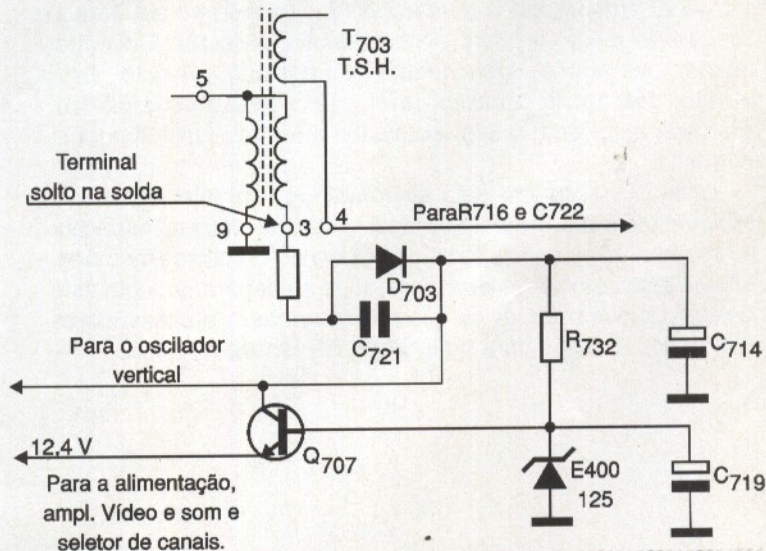 T703
T.S.H.
5
Terminal
solto na solda
9
3
4
ParaR716 e C722
D703
C721
R732
C714
Para o oscilador
vertical
12,4 V
Q707
E400
125
C719
Para a alimentação,
ampl. Vídeo e som e
seletor de canais.